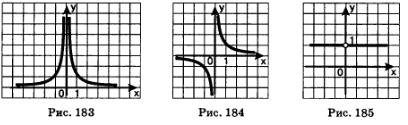 y
0 1 x
y
0 1 x
y
1
0 x
Рис. 183
Рис. 184
Рис. 185